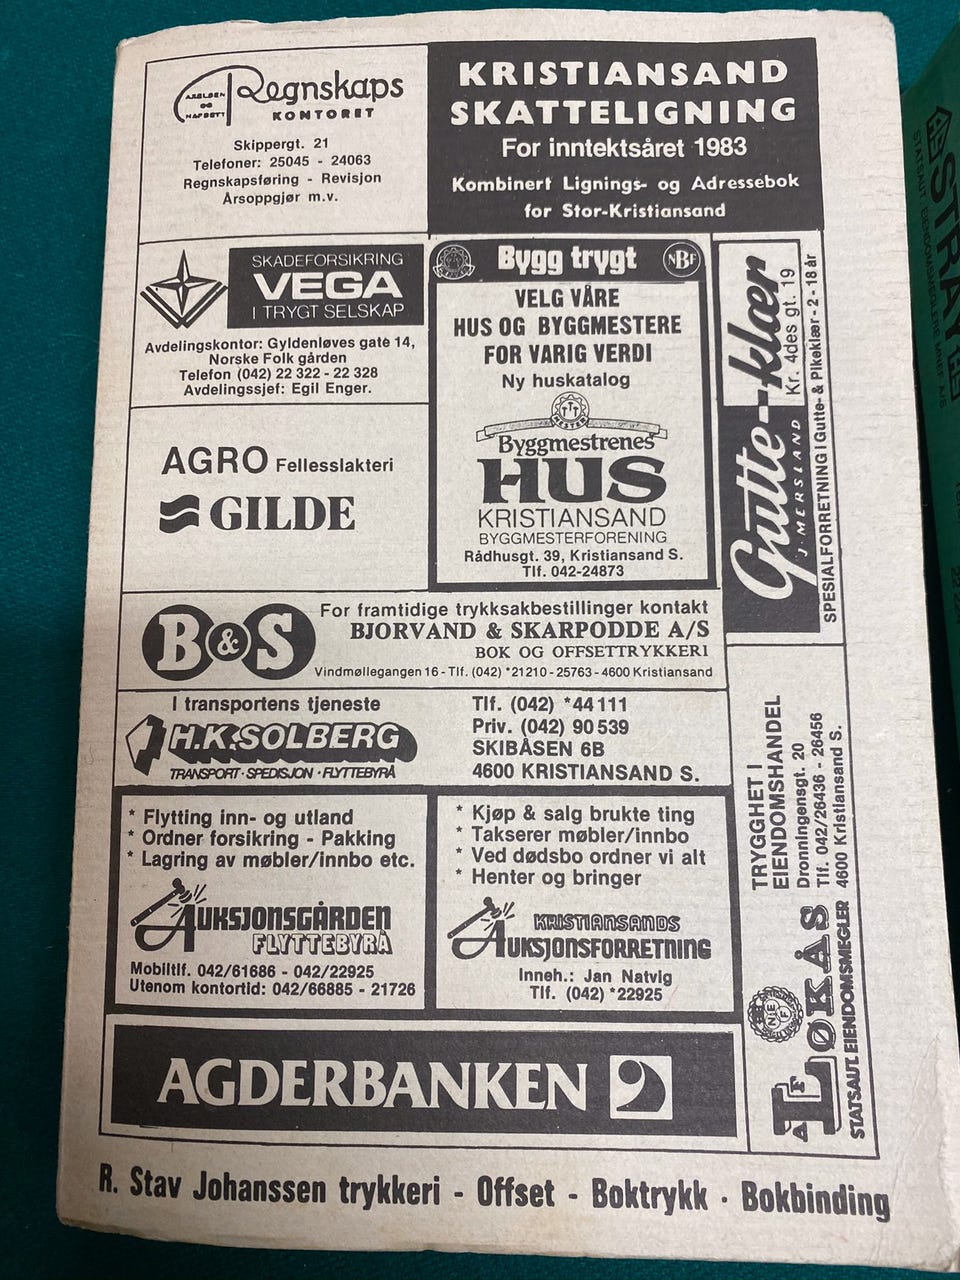 AXELSEN
OG
HAFSETT
Regnskaps
KONTORET
Skippergt. 21
Telefoner: 25045 - 24063
Regnskapsføring - Revisjon
Årsoppgjør m.v.
KRISTIANSAND
SKATTELIGNING
For inntektsåret 1983
Kombinert Lignings- og Adressebok
for Stor-Kristiansand
SKADEFORSIKRING
VEGA
I TRYGT SELSKAP
Avdelingskontor: Gyldenløves gate 14,
Norske Folk gården
Telefon (042) 22 322 - 22 328
Avdelingssjef: Egil Enger.
AGRO Fellesslakteri
GILDE
Bygg trygt
NBF
VELG VÅRE
HUS OG BYGGMESTERE
FOR VARIG VERDI
Ny huskatalog
MESTER
Byggmestrenes
HUS
KRISTIANSAND
BYGGMESTERFORENING
Rådhusgt. 39, Kristiansand S.
Tlf. 042-24873
Gutte-klær
Kr. 4des gt. 19
J. MERSLAND
SPESIALFORRETNING i Gutte- & Pikeklær - 2 - 18 år
B&S
For framtidige trykksakbestillinger kontakt
BJORVAND & SKARPODDE A/S
BOK OG OFFSETTRYKKERI
Vindmøllegangen 16 - Tlf. (042) *21210 - 25763 - 4600 Kristiansand
I transportens tjeneste
H.K.SOLBERG
TRANSPORT · SPEDISJON · FLYTTEBYRÅ
Tlf. (042) *44 111
Priv. (042) 90 539
SKIBÅSEN 6B
4600 KRISTIANSAND S.
* Flytting inn- og utland
* Ordner forsikring - Pakking
* Lagring av møbler/innbo etc.
AUKSJONSGÅRDEN
FLYTTEBYRÅ
Mobiltlf. 042/61686 - 042/22925
Utenom kontortid: 042/66885 - 21726
* Kjøp & salg brukte ting
* Takserer møbler/innbo
* Ved dødsbo ordner vi alt
* Henter og bringer
KRISTIANSANDS
AUKSJONSFORRETNING
Inneh.: Jan Natvig
Tlf. (042) *22925
TRYGGHET I
EIENDOMSHANDEL
Dronningensgt. 20
Tlf. 042/26436 - 26456
4600 Kristiansand S.
NEF
A F LØKÅS
STATSAUT. EIENDOMSMEGLER
AGDERBANKEN
R. Stav Johanssen trykkeri - Offset - Boktrykk · Bokbinding
STRAY
STATSAUT. EIENDOMSMEGLERE MNEF A/S